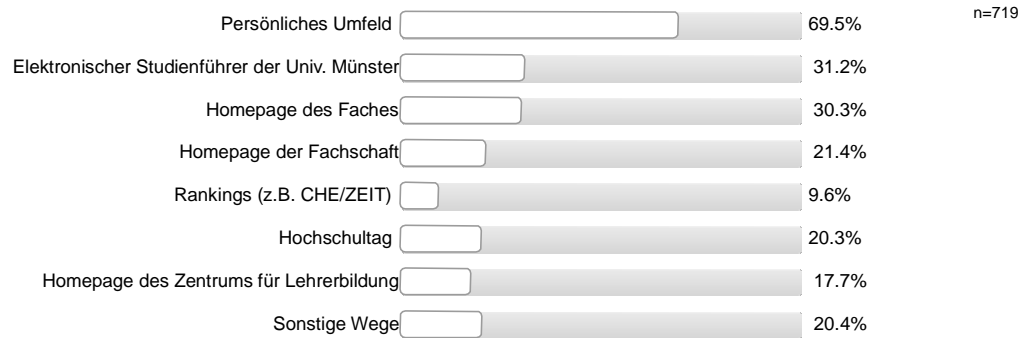 Persönliches Umfeld 69.5% n=719
Elektronischer Studienführer der Univ. Münster 31.2%
Homepage des Faches 30.3%
Homepage der Fachschaft 21.4%
Rankings (z.B. CHE/ZEIT) 9.6%
Hochschultag 20.3%
Homepage des Zentrums für Lehrerbildung 17.7%
Sonstige Wege 20.4%